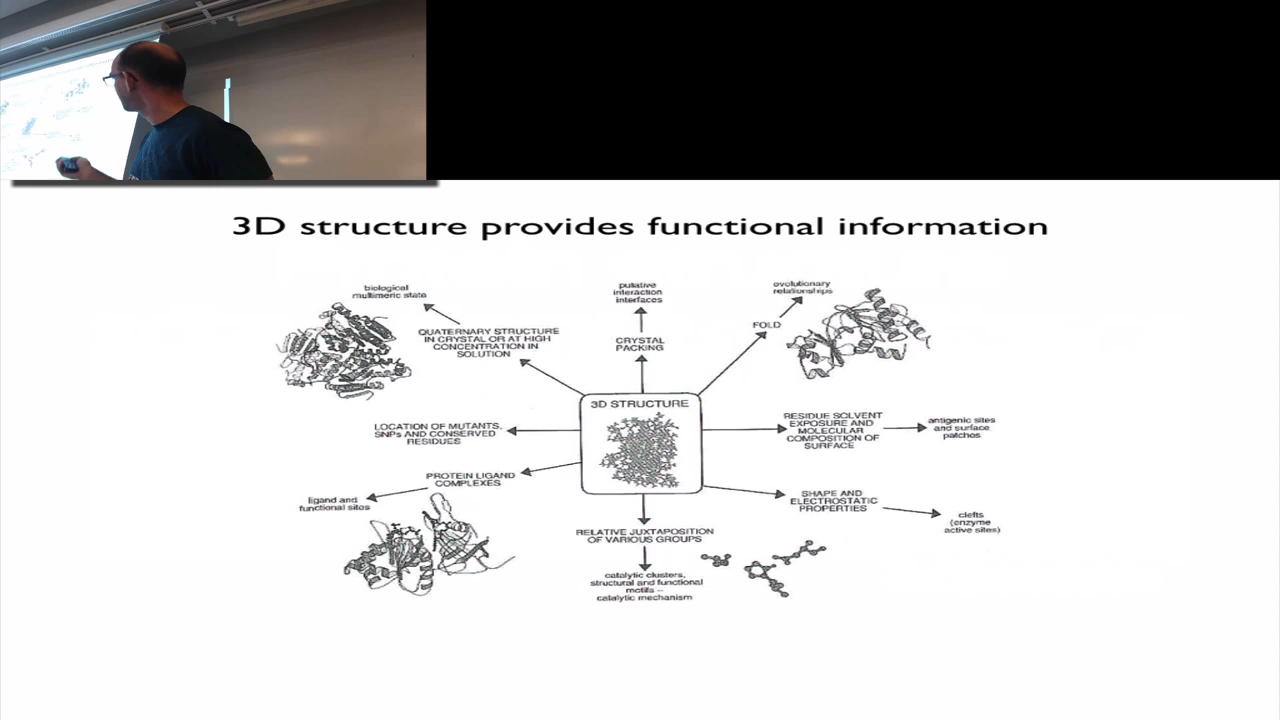 3D structure provides functional information
biological
multimeric state
QUATERNARY STRUCTURE
IN CRYSTAL OR AT HIGH
CONCENTRATION IN
SOLUTION
putative
interaction
interfaces
CRYSTAL
PACKING
evolutionary
relationships
FOLD
3D STRUCTURE
LOCATION OF MUTANTS,
SNPs AND CONSERVED
RESIDUES
RESIDUE SOLVENT
EXPOSURE AND
MOLECULAR
COMPOSITION OF
SURFACE
antigenic sites
and surface
patches
PROTEIN LIGAND
COMPLEXES
ligand and
functional sites
SHAPE AND
ELECTROSTATIC
PROPERTIES
clefts
(enzyme
active sites)
RELATIVE JUXTAPOSITION
OF VARIOUS GROUPS
catalytic clusters,
structural and functional
motifs –
catalytic mechanism